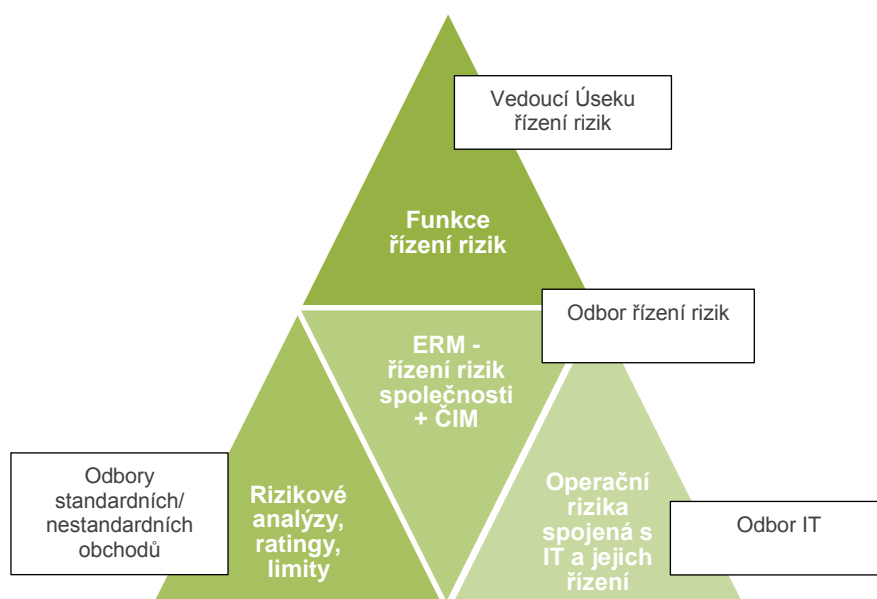 Vedoucí Úseku
řízení rizik
Funkce
řízení rizik
Odbor řízení rizik
ERM -
řízení rizik
společnosti
+ ČIM
Odbory
standardních/
nestandardních
obchodů
Rizikové
analýzy,
ratingy,
limity
Operační
rizika
spojená s
IT a jejich
řízení
Odbor IT